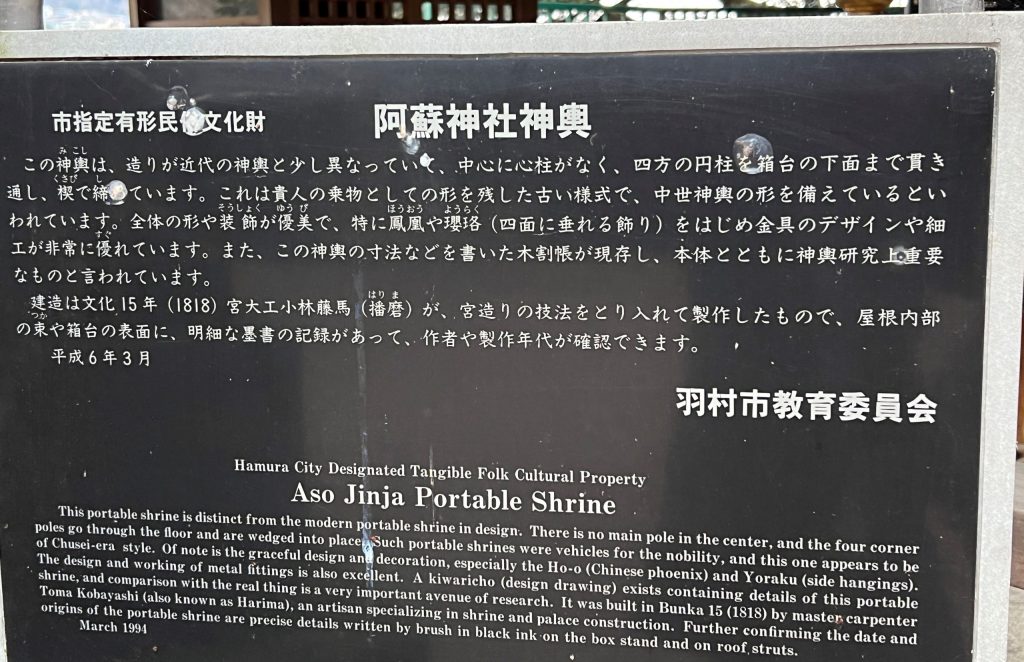 市指定有形民俗文化財
阿蘇神社神輿
この神輿は、造りが近代の神輿と少し異なっていて、中心に心柱がなく、四方の円柱を箱台の下面まで貫き
通し、楔で締めています。これは貴人の乗物としての形を残した古い様式で、中世神輿の形を備えているとい
われています。全体の形や装飾が優美で、特に鳳凰や瓔珞(四面に垂れる飾り)をはじめ金具のデザインや細
工が非常に優れています。また、この神輿の寸法などを書いた木割帳が現存し、本体とともに神輿研究上重要
なものと言われています。
建造は文化15年(1818)宮大工小林藤馬(播磨)が、宮造りの技法をとり入れて製作したもので、屋根内部
の束や箱台の表面に、明細な墨書の記録があって、作者や製作年代が確認できます。
平成6年3月
羽村市教育委員会
Hamura City Designated Tangible Folk Cultural Property
Aso Jinja Portable Shrine
This portable shrine is distinct from the modern portable shrine in design. There is no main pole in the center, and the four corner
poles go through the floor and are wedged into place. Such portable shrines were vehicles for the nobility, and this one appears to be
of Chusei-era style. Of note is the graceful design and decoration, especially the Ho-o (Chinese phoenix) and Yoraku (side hangings).
The design and working of metal fittings is also excellent. A kiwaricho (design drawing) exists containing details of this portable
shrine, and comparison with the real thing is a very important avenue of research. It was built in Bunka 15 (1818) by master carpenter
Toma Kobayashi (also known as Harima), an artisan specializing in shrine and palace construction. Further confirming the date and
origins of the portable shrine are precise details written by brush in black ink on the box stand and on roof struts.
March 1994